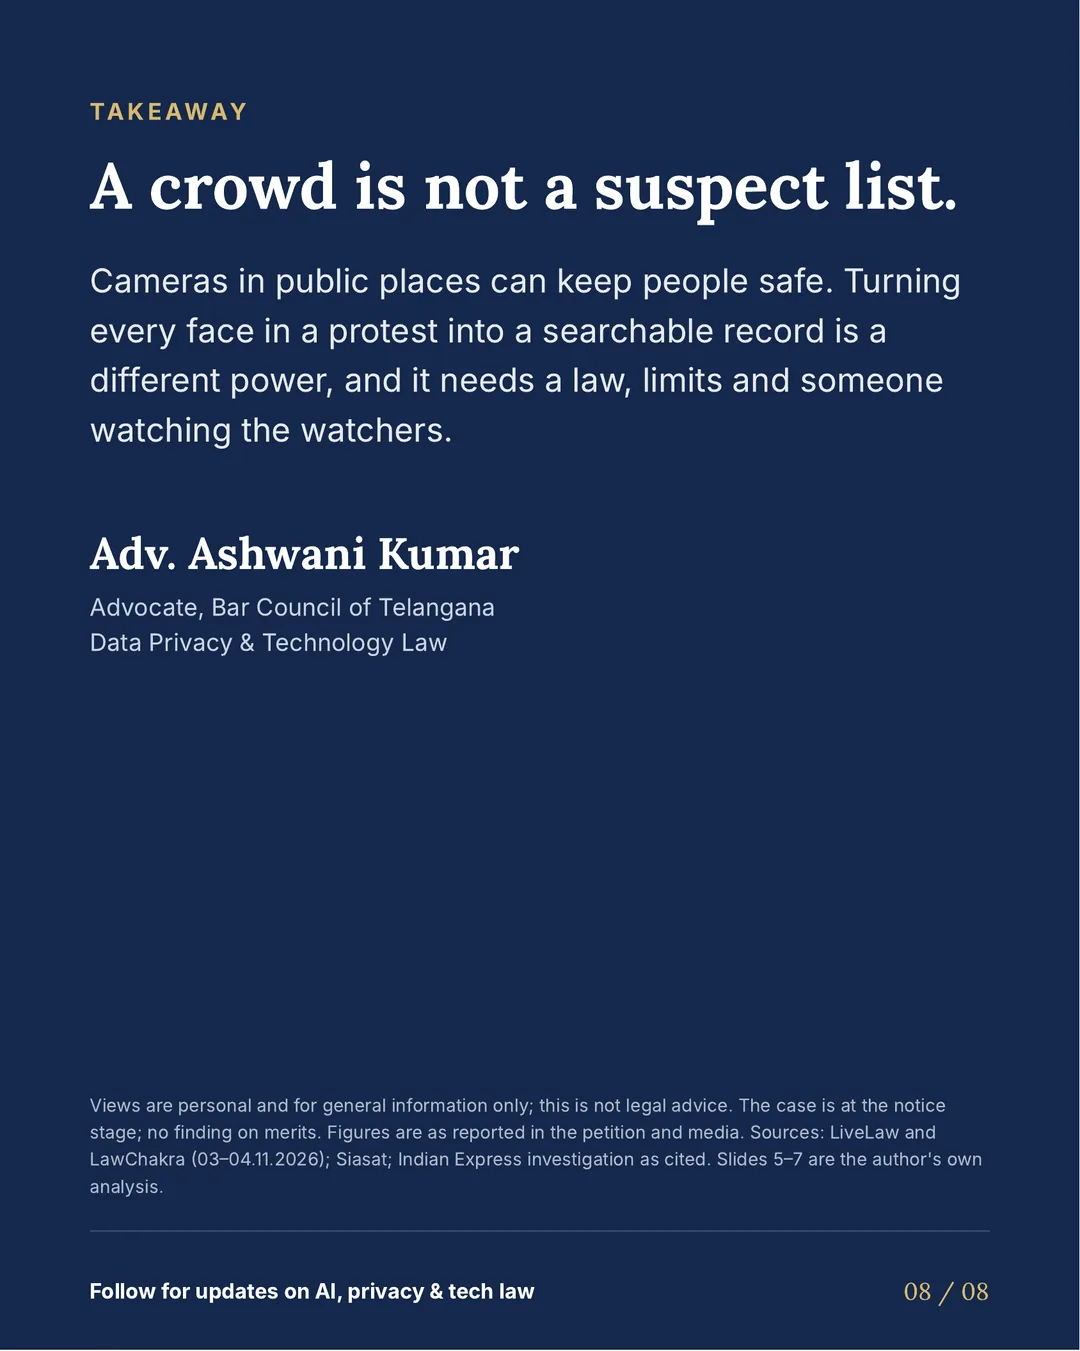 TAKEAWAY
A crowd is not a suspect list.
Cameras in public places can keep people safe. Turning
every face in a protest into a searchable record is a
different power, and it needs a law, limits and someone
watching the watchers.
Adv. Ashwani Kumar
Advocate, Bar Council of Telangana
Data Privacy & Technology Law
Views are personal and for general information only; this is not legal advice. The case is at the notice
stage; no finding on merits. Figures are as reported in the petition and media. Sources: LiveLaw and
LawChakra (03–04.11.2026); Siasat; Indian Express investigation as cited. Slides 5–7 are the author's own
analysis.
Follow for updates on AI, privacy & tech law
08 / 08